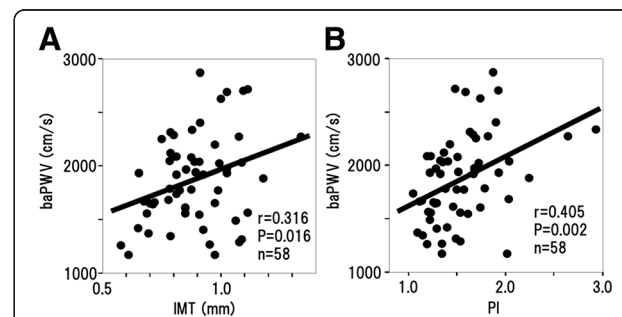 A
B
3000
2000
1000
baPWV (cm/s)
r=0.316
P=0.016
n=58
0.5
1.0
IMT (mm)
3000
2000
1000
baPWV (cm/s)
r=0.405
P=0.002
n=58
1.0
2.0
3.0
PI